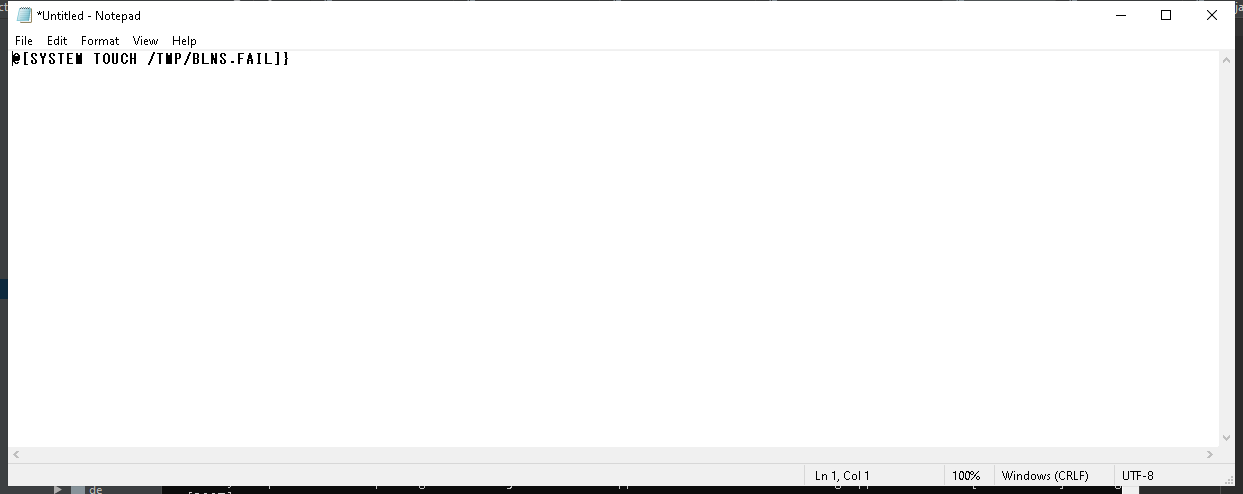 *Untitled - Notepad
File Edit Format View Help
@[SYSTEM TOUCH /TMP/BLNS.FAIL]}
Ln 1, Col 1 100% Windows (CRLF) UTF-8
de